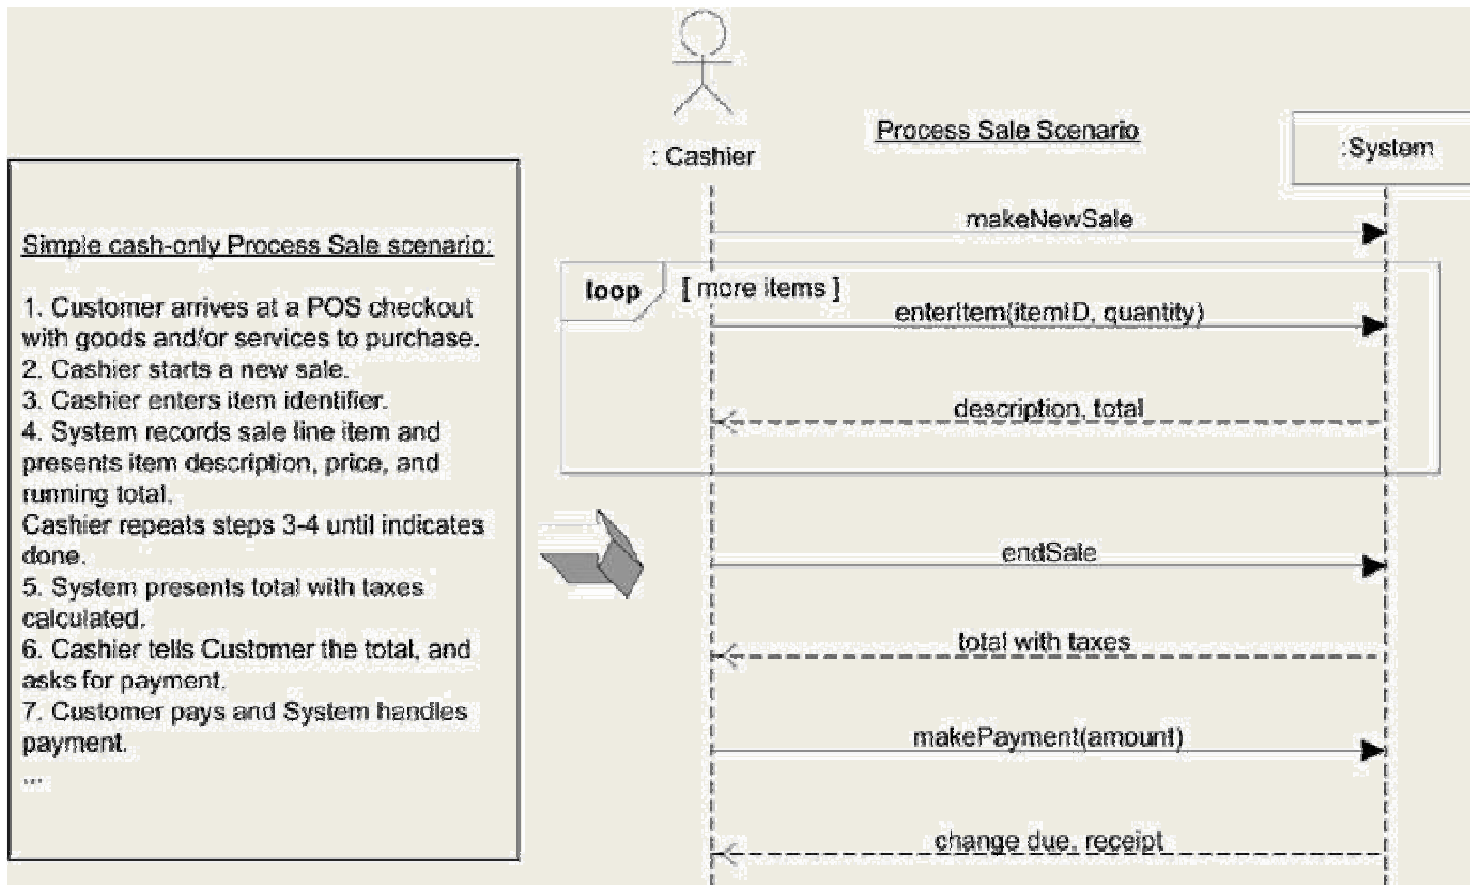 Simple cash-only Process Sale scenario:
1. Customer arrives at a POS checkout
with goods and/or services to purchase.
2. Cashier starts a new sale.
3. Cashier enters item identifier.
4. System records sale line item and
presents item description, price, and
running total.
Cashier repeats steps 3-4 until indicates
done.
5. System presents total with taxes
calculated.
6. Cashier tells Customer the total, and
asks for payment.
7. Customer pays and System handles
payment.
...
: Cashier
Process Sale Scenario
:System
makeNewSale
loop
[ more items ]
enterItem(itemID, quantity)
description, total
endSale
total with taxes
makePayment(amount)
change due, receipt